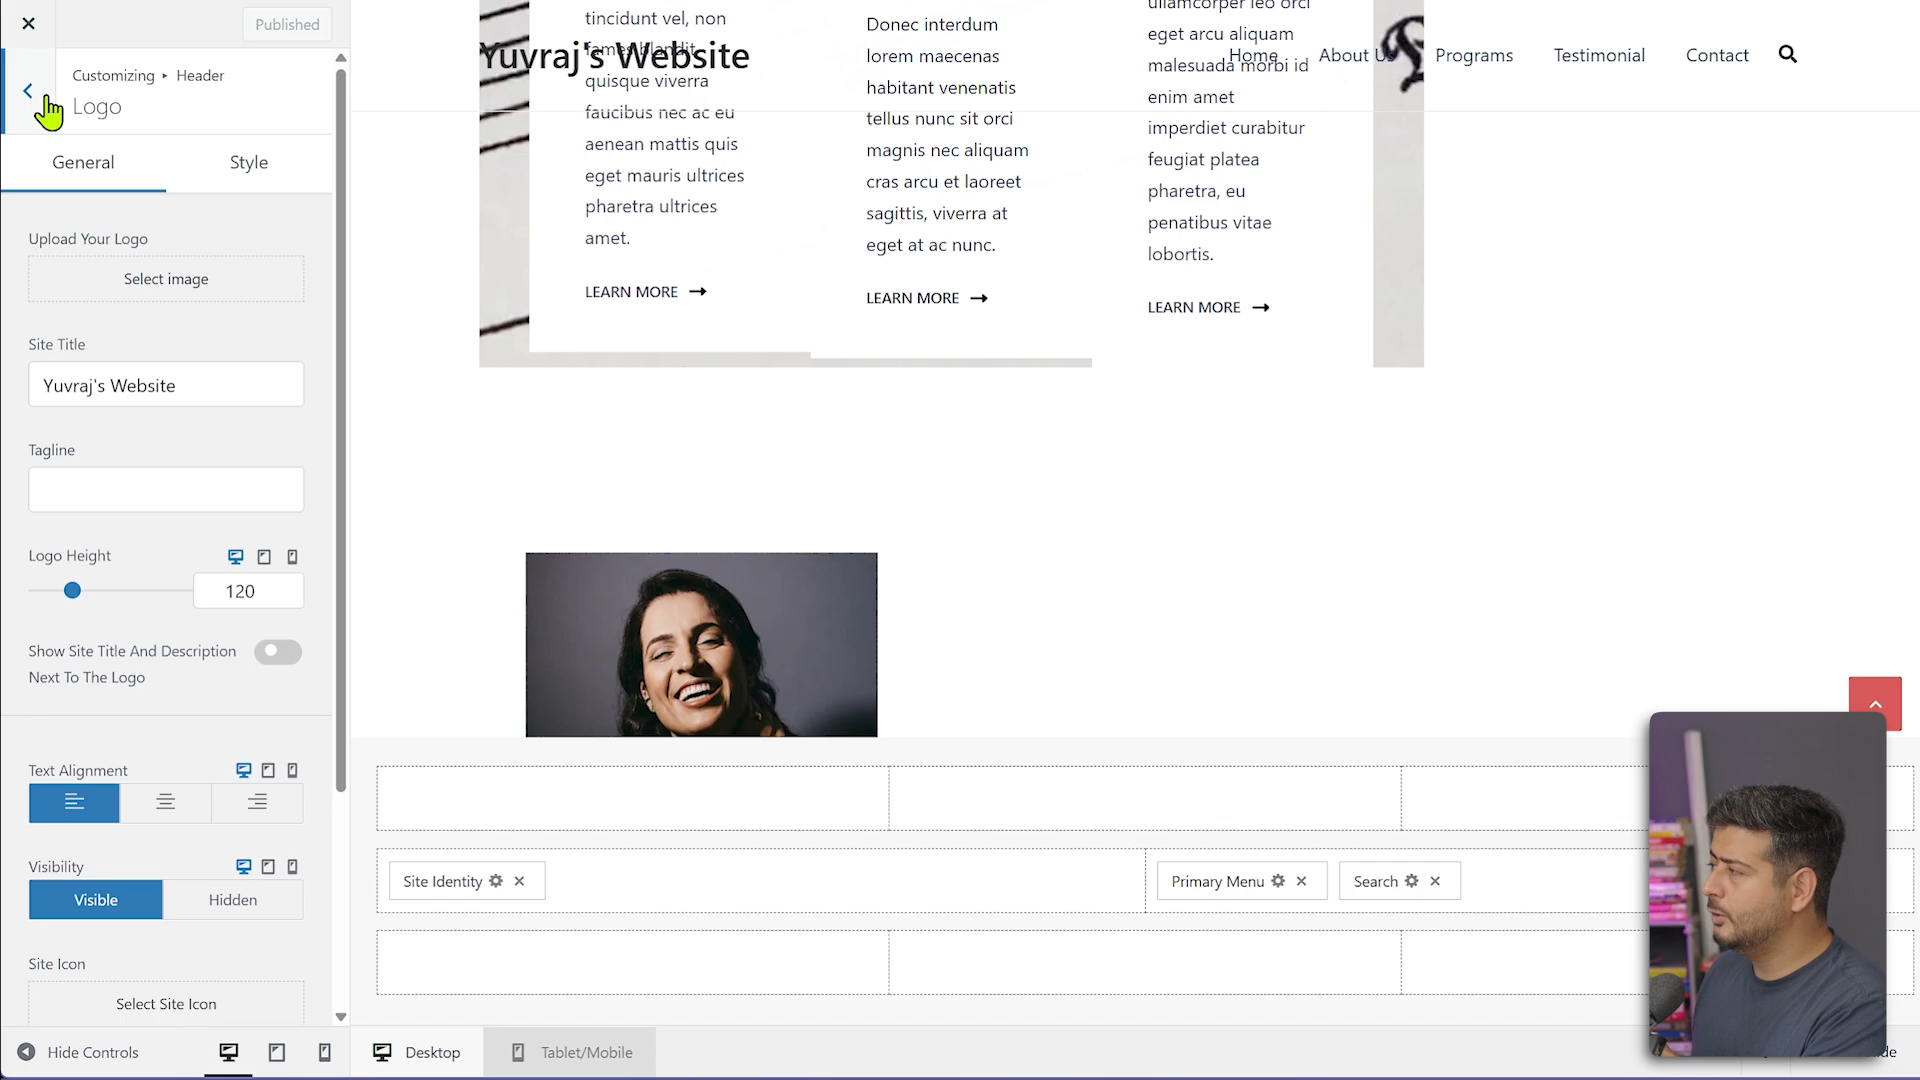 Published
Customizing ▸ Header
Logo
General
Style
Upload Your Logo
Select image
Site Title
Yuvraj's Website
Tagline
Logo Height
120
Show Site Title And Description
Next To The Logo
Text Alignment
Visibility
Visible
Hidden
Site Icon
Select Site Icon
Hide Controls
Yuvraj's Website
Home
About Us
Programs
Testimonial
Contact
tincidunt vel, non
fames blandit
quisque viverra
faucibus nec ac eu
aenean mattis quis
eget mauris ultrices
pharetra ultrices
amet.
LEARN MORE
Donec interdum
lorem maecenas
habitant venenatis
tellus nunc sit orci
magnis nec aliquam
cras arcu et laoreet
sagittis, viverra at
eget at ac nunc.
LEARN MORE
ullamcorper leo orci
eget arcu aliquam
malesuada morbi id
enim amet
imperdiet curabitur
feugiat platea
pharetra, eu
penatibus vitae
lobortis.
LEARN MORE
Site Identity
Primary Menu
Search
Desktop
Tablet/Mobile